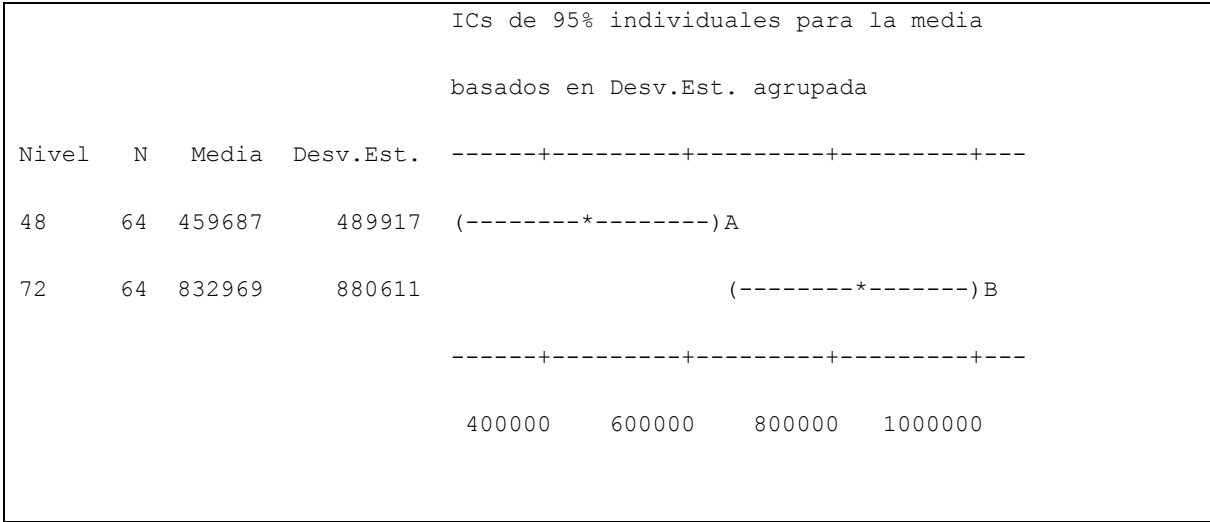 ICs de 95% individuales para la media
basados en Desv.Est. agrupada
Nivel   N   Media  Desv.Est.  ------+---------+---------+---------+---
48     64  459687     489917  (--------*--------)A
72     64  832969     880611                     (--------*-------)B
------+---------+---------+---------+---
400000    600000    800000   1000000